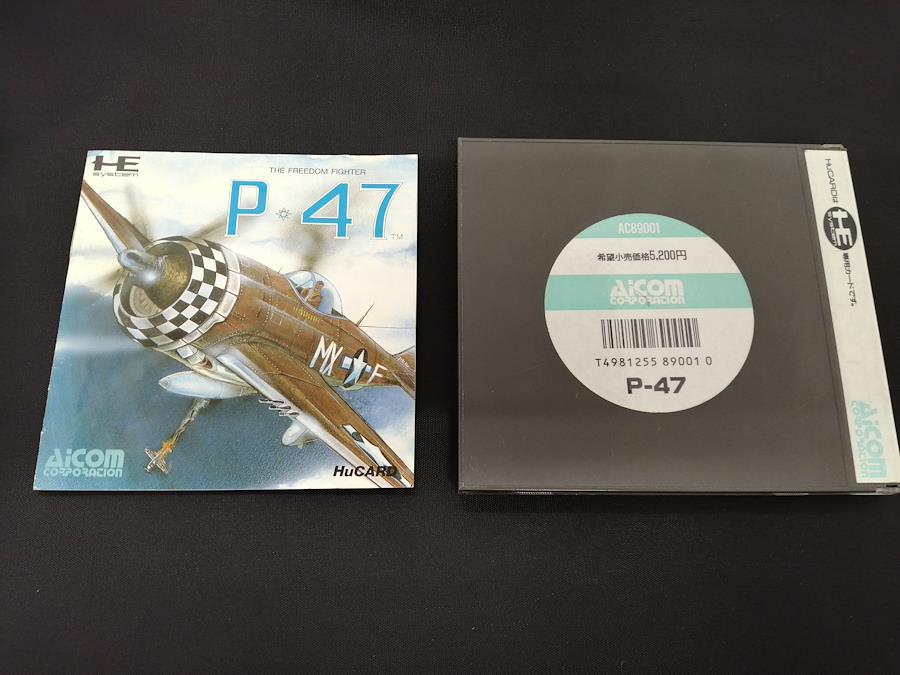 HE
system
THE FREEDOM FIGHTER
P·47
TM
MX
F
AiCOM
CORPORATION
HuCARD
AC89001
希望小売価格5,200円
AiCOM
CORPORATION
T4981255 89001 0
P-47
HuCARDは
HE
system
専用カードです。
AiCOM
CORPORATION